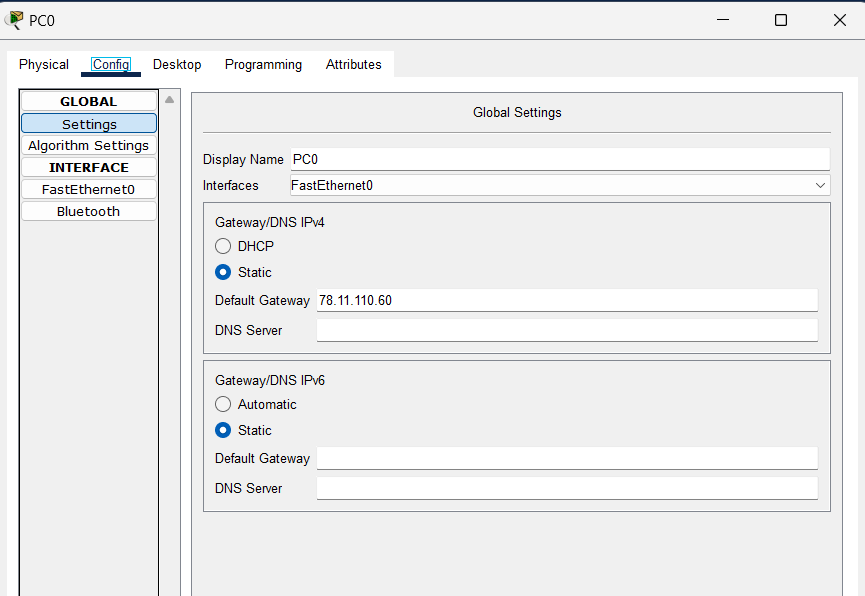 PC0
Physical Config Desktop Programming Attributes
GLOBAL
Settings
Algorithm Settings
INTERFACE
FastEthernet0
Bluetooth
Global Settings
Display Name PC0
Interfaces FastEthernet0
Gateway/DNS IPv4
DHCP
Static
Default Gateway 78.11.110.60
DNS Server
Gateway/DNS IPv6
Automatic
Static
Default Gateway
DNS Server